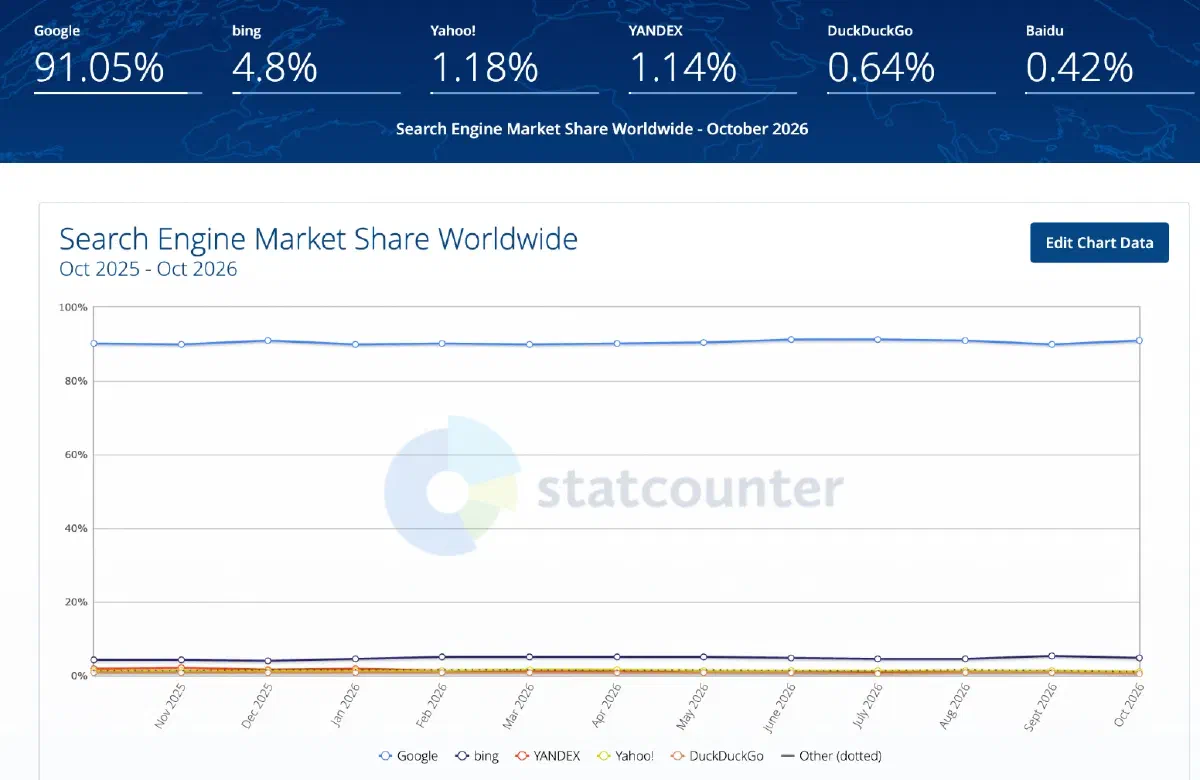 Google bing Yahoo! YANDEX DuckDuckGo Baidu
91.05% 4.8% 1.18% 1.14% 0.64% 0.42%
Search Engine Market Share Worldwide - October 2026
Search Engine Market Share Worldwide
Oct 2025 - Oct 2026
Edit Chart Data
100%
80%
60%
statcounter
40%
20%
0%
Nov 2025 Dec 2025 Jan 2026 Feb 2026 Mar 2026 Apr 2026 May 2026 June 2026 July 2026 Aug 2026 Sept 2026 Oct 2026
Google bing YANDEX Yahoo! DuckDuckGo Other (dotted)